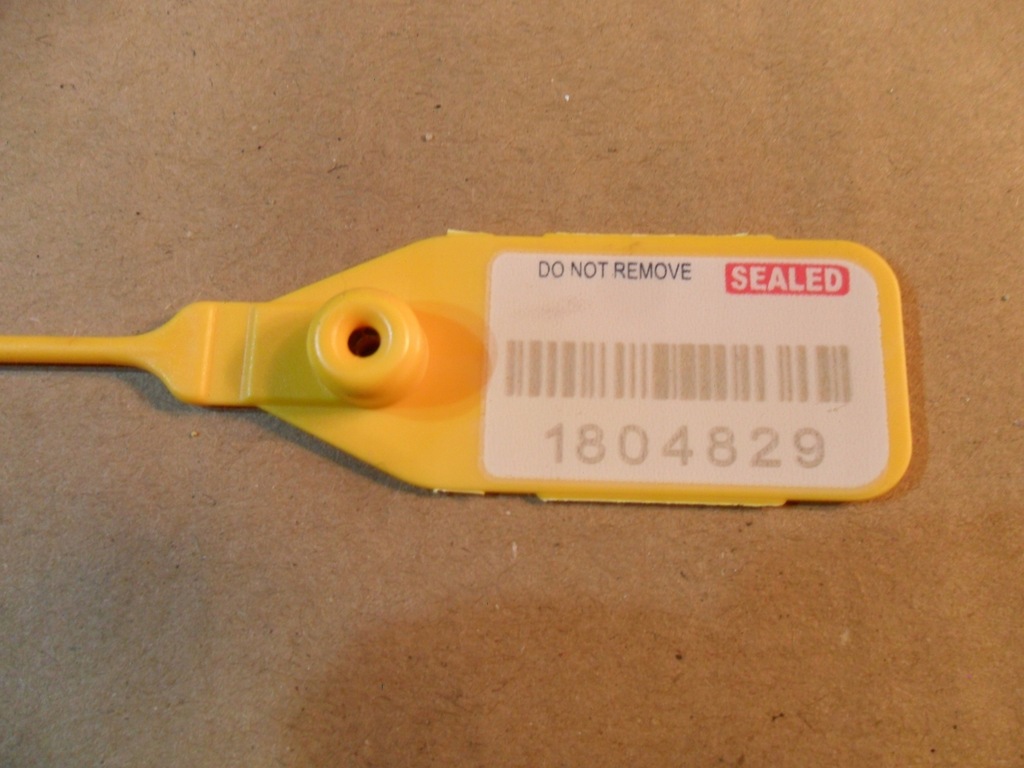 DO NOT REMOVE SEALED
1804829